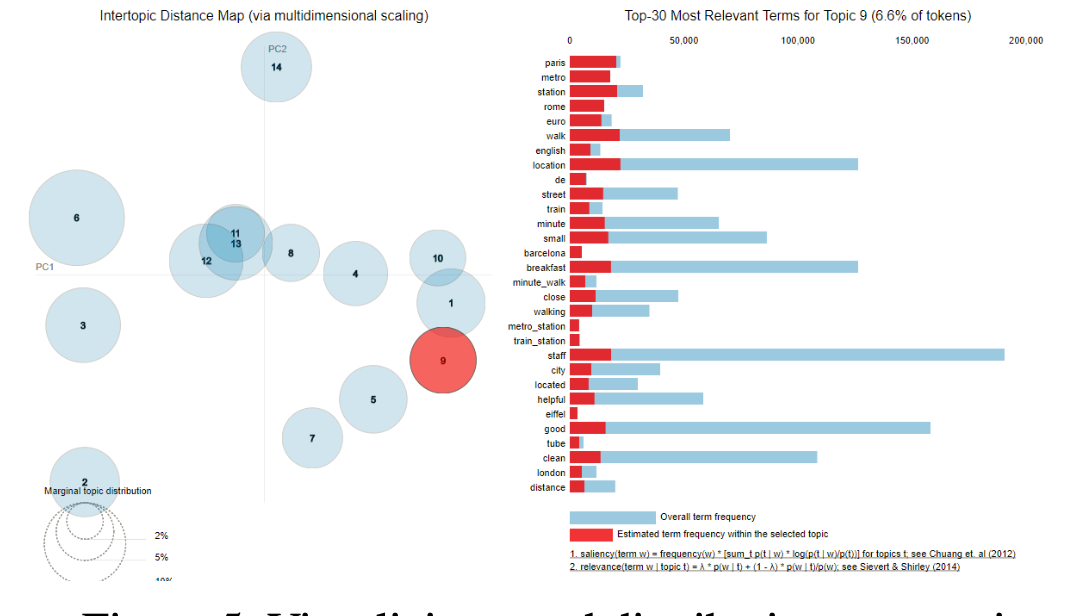 Intertopic Distance Map (via multidimensional scaling)
PC2
14
6
11
13
12
8
10
4
PC1
1
3
9
5
7
2
Marginal topic distribution
2%
5%
10%
Top-30 Most Relevant Terms for Topic 9 (6.6% of tokens)
0 50,000 100,000 150,000 200,000
paris
metro
station
rome
euro
walk
english
location
de
street
train
minute
small
barcelona
breakfast
minute_walk
close
walking
metro_station
train_station
staff
city
located
helpful
eiffel
good
tube
clean
london
distance
Overall term frequency
Estimated term frequency within the selected topic
1. saliency(term w) = frequency(w) * [sum_t p(t | w) * log(p(t | w)/p(t))] for topics t; see Chuang et. al (2012)
2. relevance(term w | topic t) = λ * p(w | t) + (1 - λ) * p(w | t)/p(w); see Sievert & Shirley (2014)